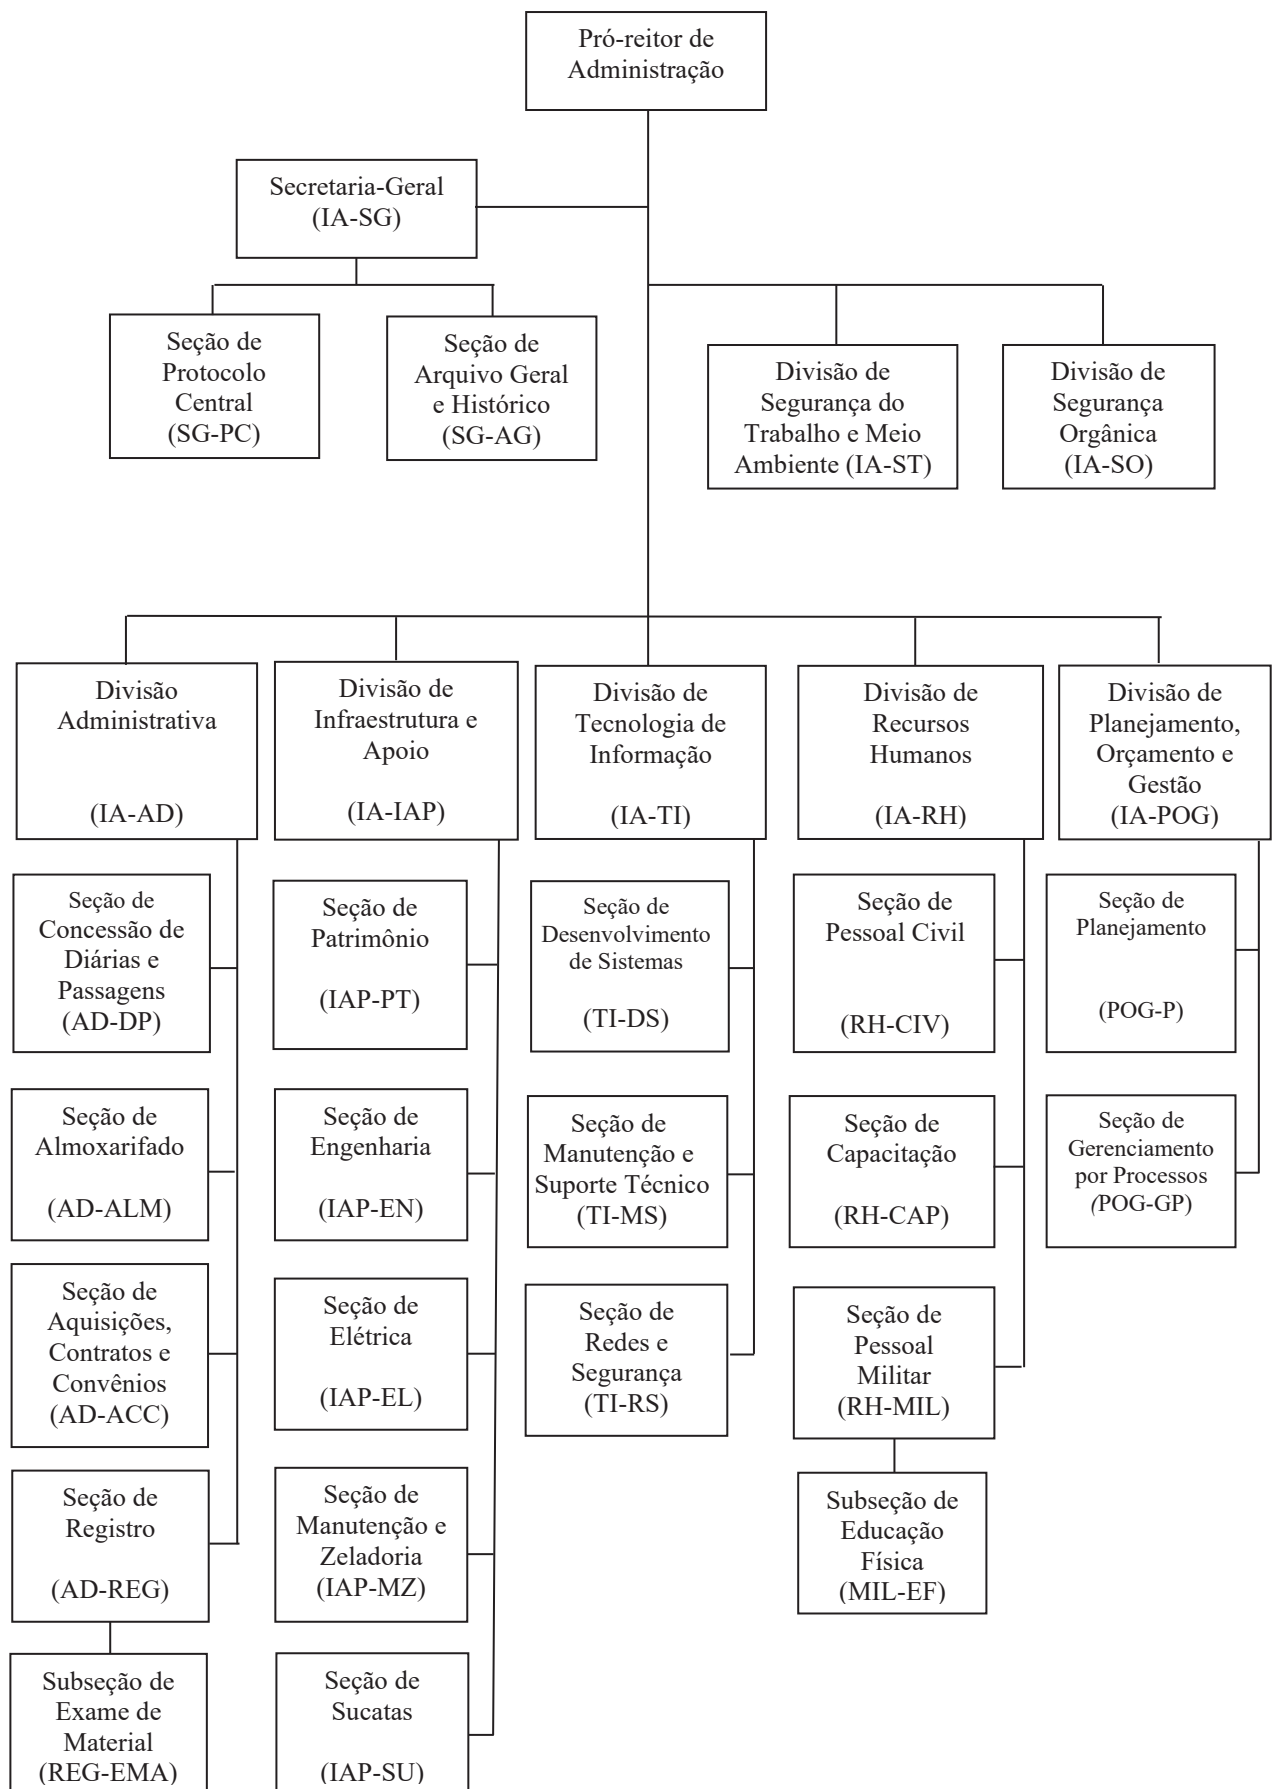 Pró-reitor de
Administração
Secretaria-Geral
(IA-SG)
Seção de
Protocolo
Central
(SG-PC)
Seção de
Arquivo Geral
e Histórico
(SG-AG)
Divisão de
Segurança do
Trabalho e Meio
Ambiente (IA-ST)
Divisão de
Segurança
Orgânica
(IA-SO)
Divisão
Administrativa
(IA-AD)
Divisão de
Infraestrutura e
Apoio
(IA-IAP)
Divisão de
Tecnologia de
Informação
(IA-TI)
Divisão de
Recursos
Humanos
(IA-RH)
Divisão de
Planejamento,
Orçamento e
Gestão
(IA-POG)
Seção de
Concessão de
Diárias e
Passagens
(AD-DP)
Seção de
Patrimônio
(IAP-PT)
Seção de
Desenvolvimento
de Sistemas
(TI-DS)
Seção de
Pessoal Civil
(RH-CIV)
Seção de
Planejamento
(POG-P)
Seção de
Almoxarifado
(AD-ALM)
Seção de
Engenharia
(IAP-EN)
Seção de
Manutenção e
Suporte Técnico
(TI-MS)
Seção de
Capacitação
(RH-CAP)
Seção de
Gerenciamento
por Processos
(POG-GP)
Seção de
Aquisições,
Contratos e
Convênios
(AD-ACC)
Seção de
Elétrica
(IAP-EL)
Seção de
Redes e
Segurança
(TI-RS)
Seção de
Pessoal
Militar
(RH-MIL)
Seção de
Registro
(AD-REG)
Seção de
Manutenção e
Zeladoria
(IAP-MZ)
Subseção de
Educação
Física
(MIL-EF)
Subseção de
Exame de
Material
(REG-EMA)
Seção de
Sucatas
(IAP-SU)